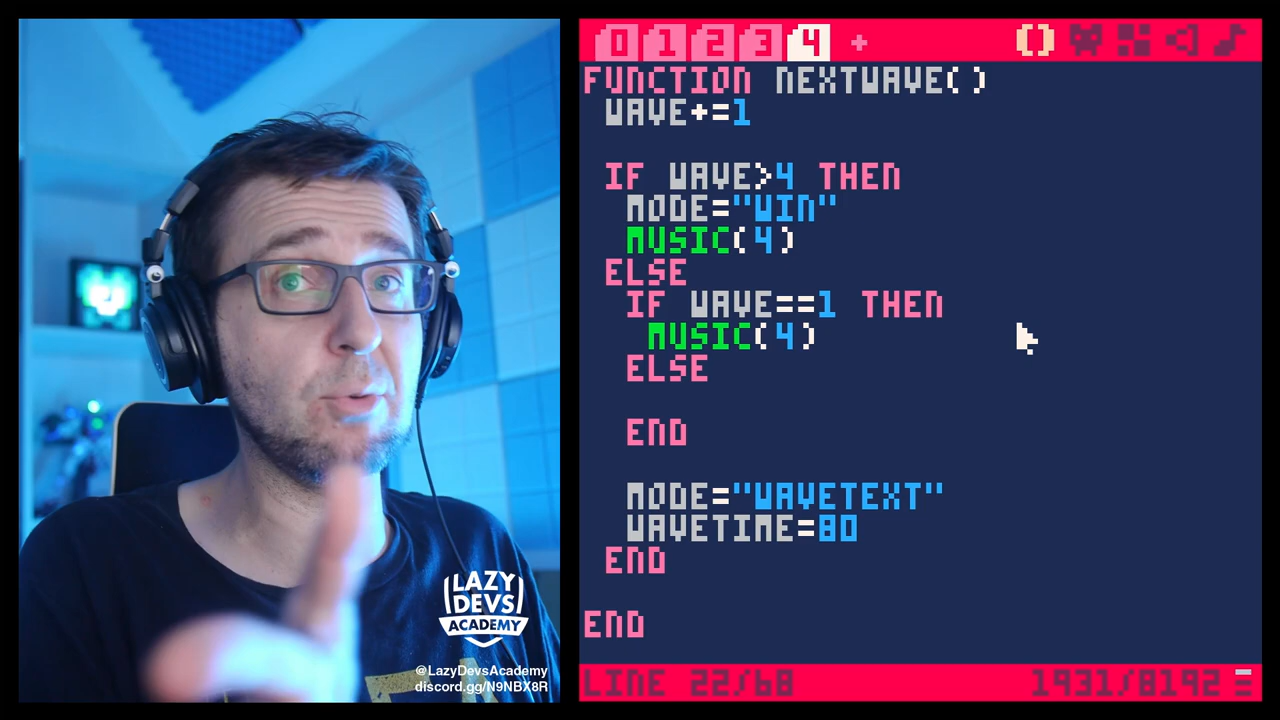 LAZY
DEVS
ACADEMY
@LazyDevsAcademy
discord.gg/N9NBX8R
0 1 2 3 4 +
FUNCTION NEXTWAVE()
WAVE+=1
IF WAVE>4 THEN
MODE="WIN"
MUSIC(4)
ELSE
IF WAVE==1 THEN
MUSIC(4)
ELSE
END
MODE="WAVETEXT"
WAVETIME=80
END
END
LINE 22/68
1931/8192